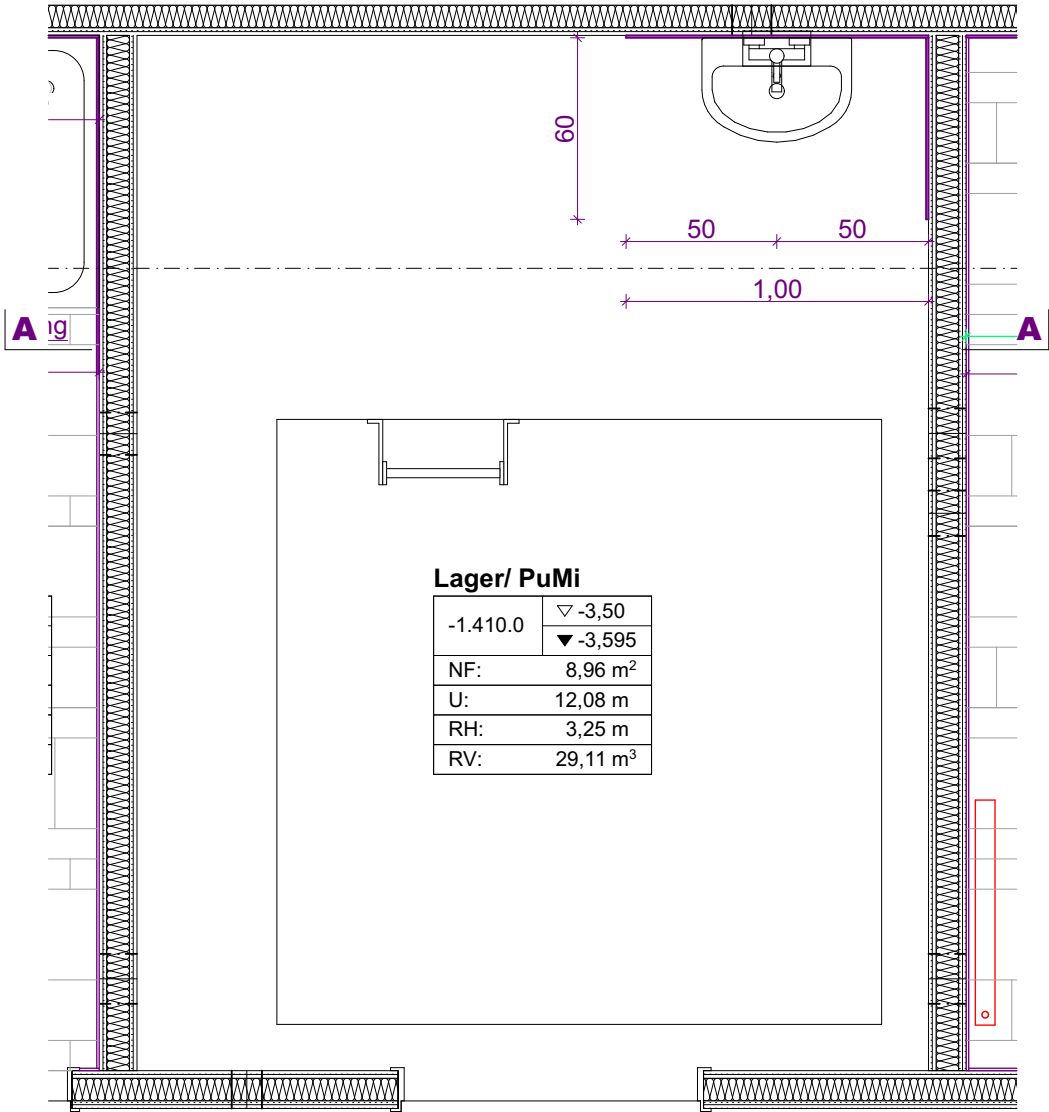 60
50 50
1,00
A ng A
Lager/ PuMi
-1.410.0
▽ -3,50
▼ -3,595
NF: 8,96 m²
U: 12,08 m
RH: 3,25 m
RV: 29,11 m³